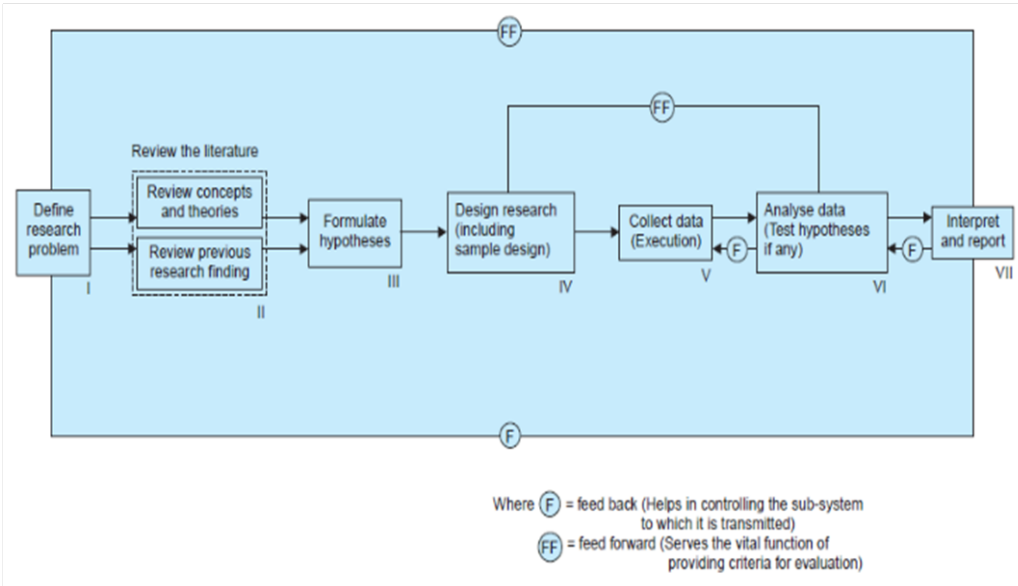 FF
FF
Review the literature
Define
research
problem
I
Review concepts
and theories
Review previous
research finding
II
Formulate
hypotheses
III
Design research
(including
sample design)
IV
Collect data
(Execution)
V
F
Analyse data
(Test hypotheses
if any)
VI
F
Interpret
and report
VII
F
Where F = feed back (Helps in controlling the sub-system
to which it is transmitted)
FF = feed forward (Serves the vital function of
providing criteria for evaluation)